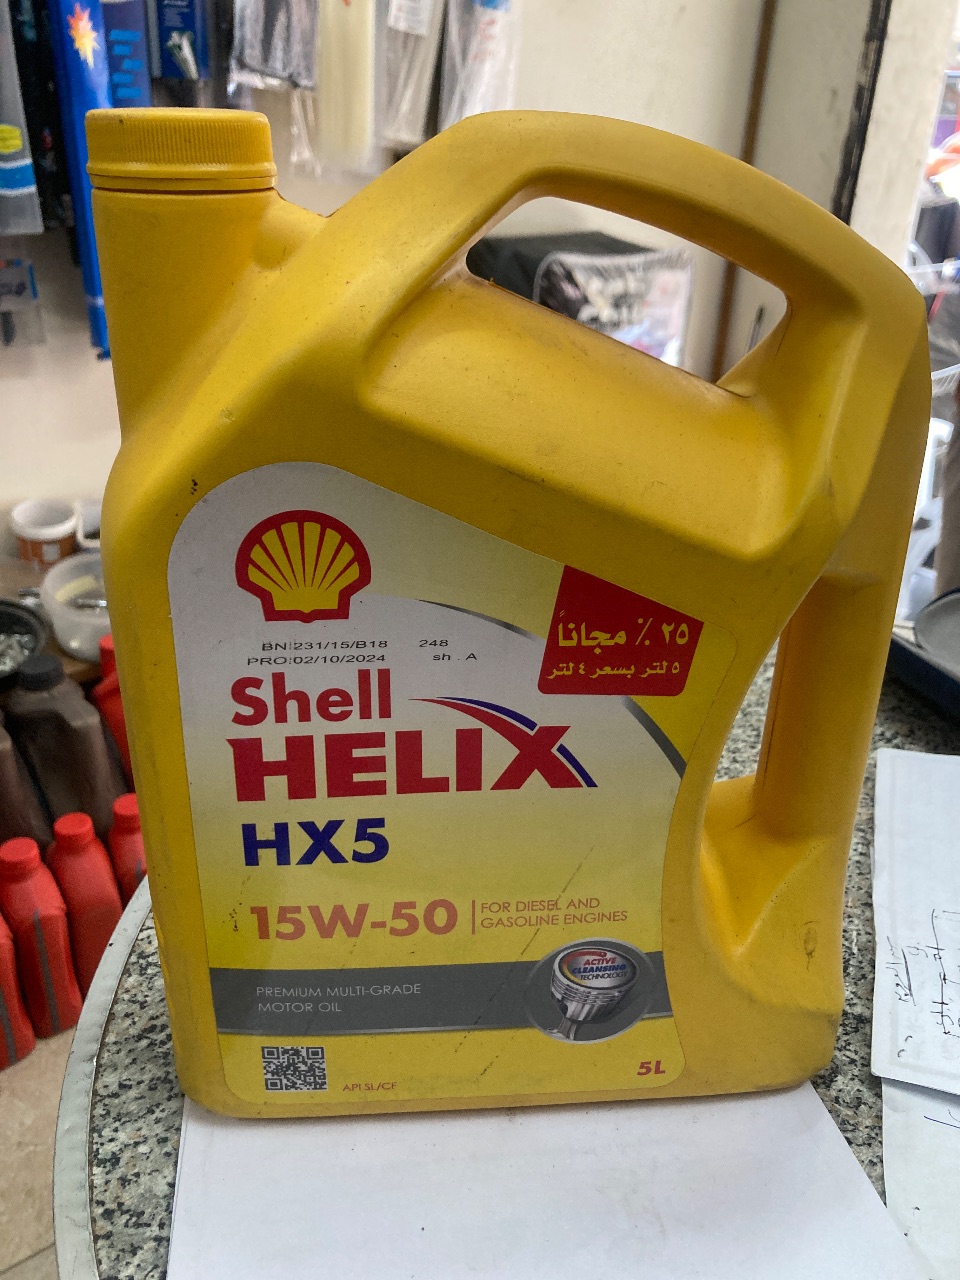 BN:231/15/B18 248
PRO:02/10/2024 sh . A
٢٥ ٪ مجاناً
٥ لتر بسعر ٤ لتر
Shell
HELIX
HX5
15W-50
FOR DIESEL AND
GASOLINE ENGINES
ACTIVE
CLEANSING
TECHNOLOGY
PREMIUM MULTI-GRADE
MOTOR OIL
API SL/CF
5L